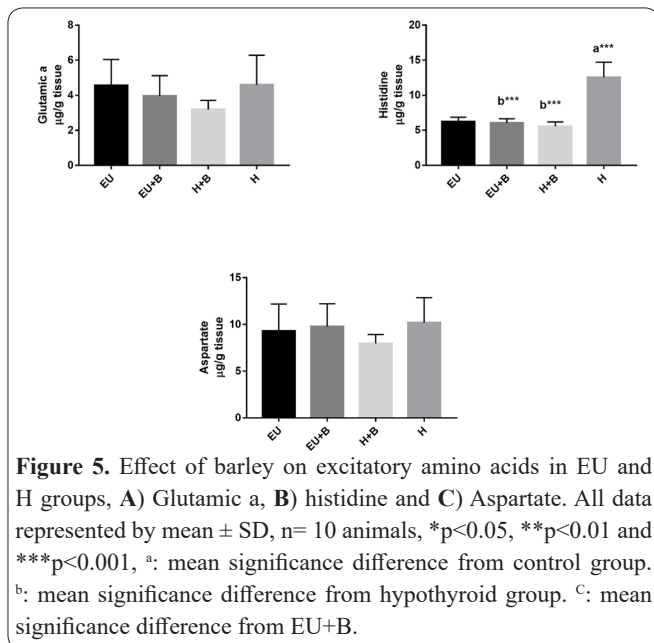 Glutamic a
µg/g tissue
8
6
4
2
0
EU
EU+B
H+B
H
Histidine
µg/g tissue
20
15
10
5
0
b***
b***
a***
EU
EU+B
H+B
H
Aspartate
µg/g tissue
15
10
5
0
EU
EU+B
H+B
H
Figure 5. Effect of barley on excitatory amino acids in EU and
H groups, A) Glutamic a, B) histidine and C) Aspartate. All data
represented by mean ± SD, n= 10 animals, *p<0.05, **p<0.01 and
***p<0.001, a: mean significance difference from control group.
b: mean significance difference from hypothyroid group. C: mean
significance difference from EU+B.